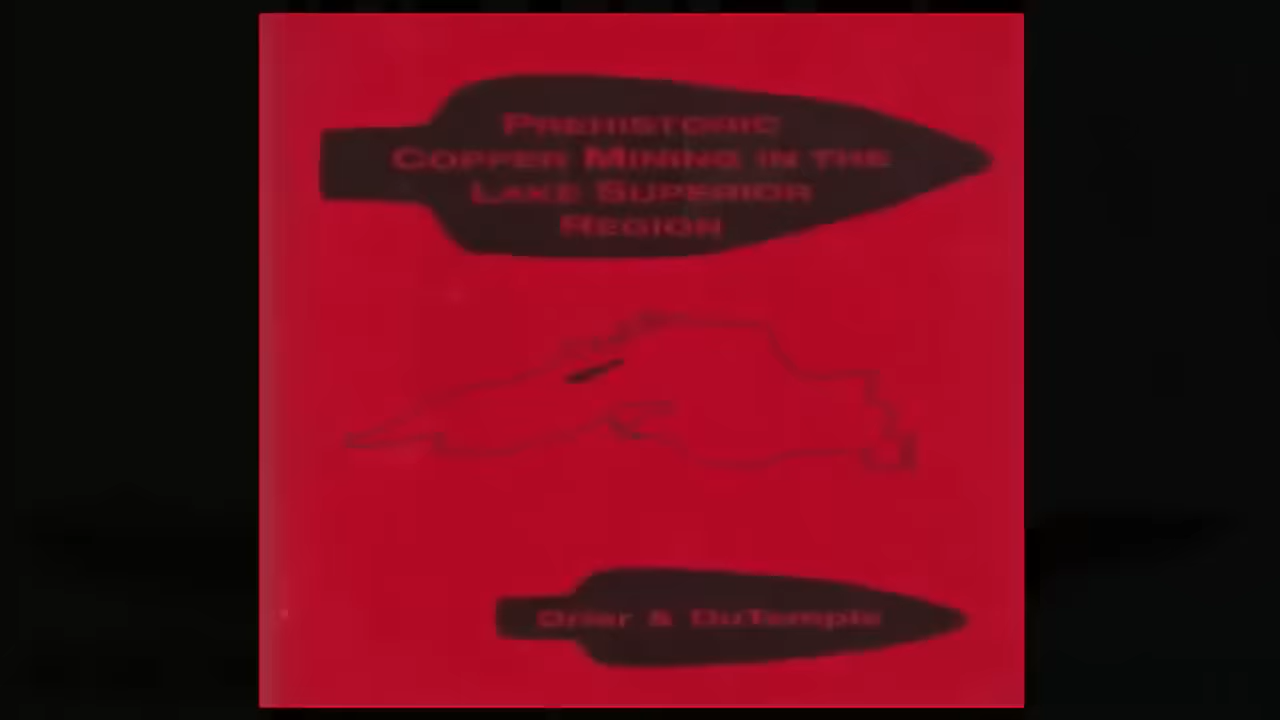 PREHISTORIC
COPPER MINING IN THE
LAKE SUPERIOR
REGION
Drier & DuTemple